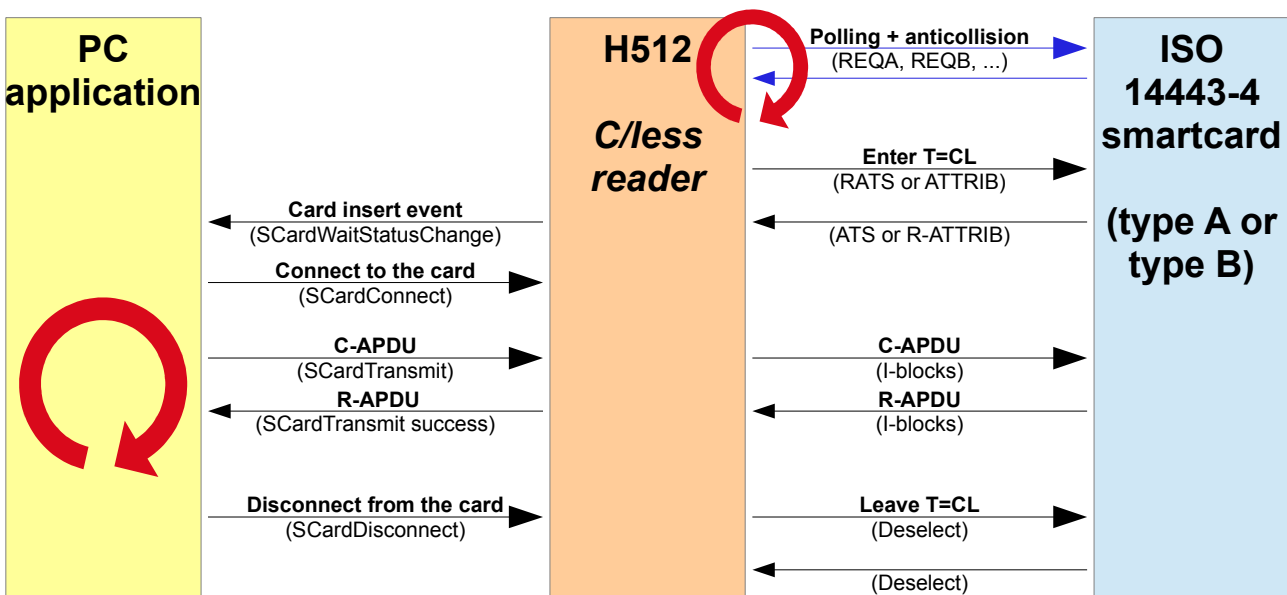 PC
application
H512
C/less
reader
ISO
14443-4
smartcard
(type A or
type B)
Polling + anticollision
(REQA, REQB, ...)
Enter T=CL
(RATS or ATTRIB)
Card insert event
(SCardWaitStatusChange)
(ATS or R-ATTRIB)
Connect to the card
(SCardConnect)
C-APDU
(SCardTransmit)
C-APDU
(I-blocks)
R-APDU
(SCardTransmit success)
R-APDU
(I-blocks)
Disconnect from the card
(SCardDisconnect)
Leave T=CL
(Deselect)
(Deselect)